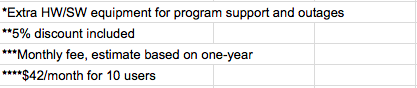 *Extra HW/SW equipment for program support and outages
**5% discount included
***Monthly fee, estimate based on one-year
****$42/month for 10 users